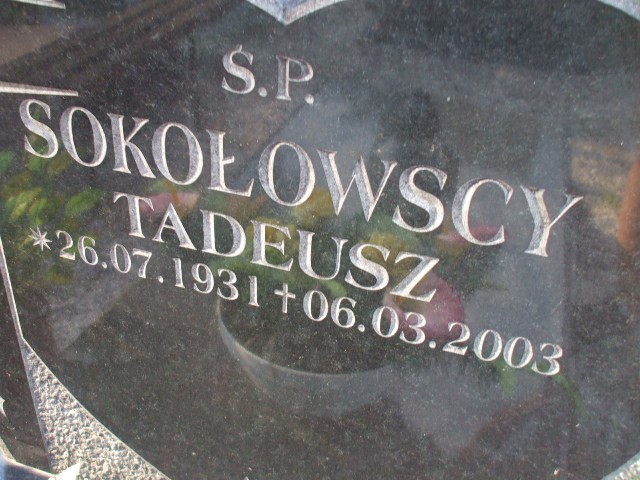 Ś.P.
SOKOŁOWSCY
TADEUSZ
*26.07.1931 †06.03.2003